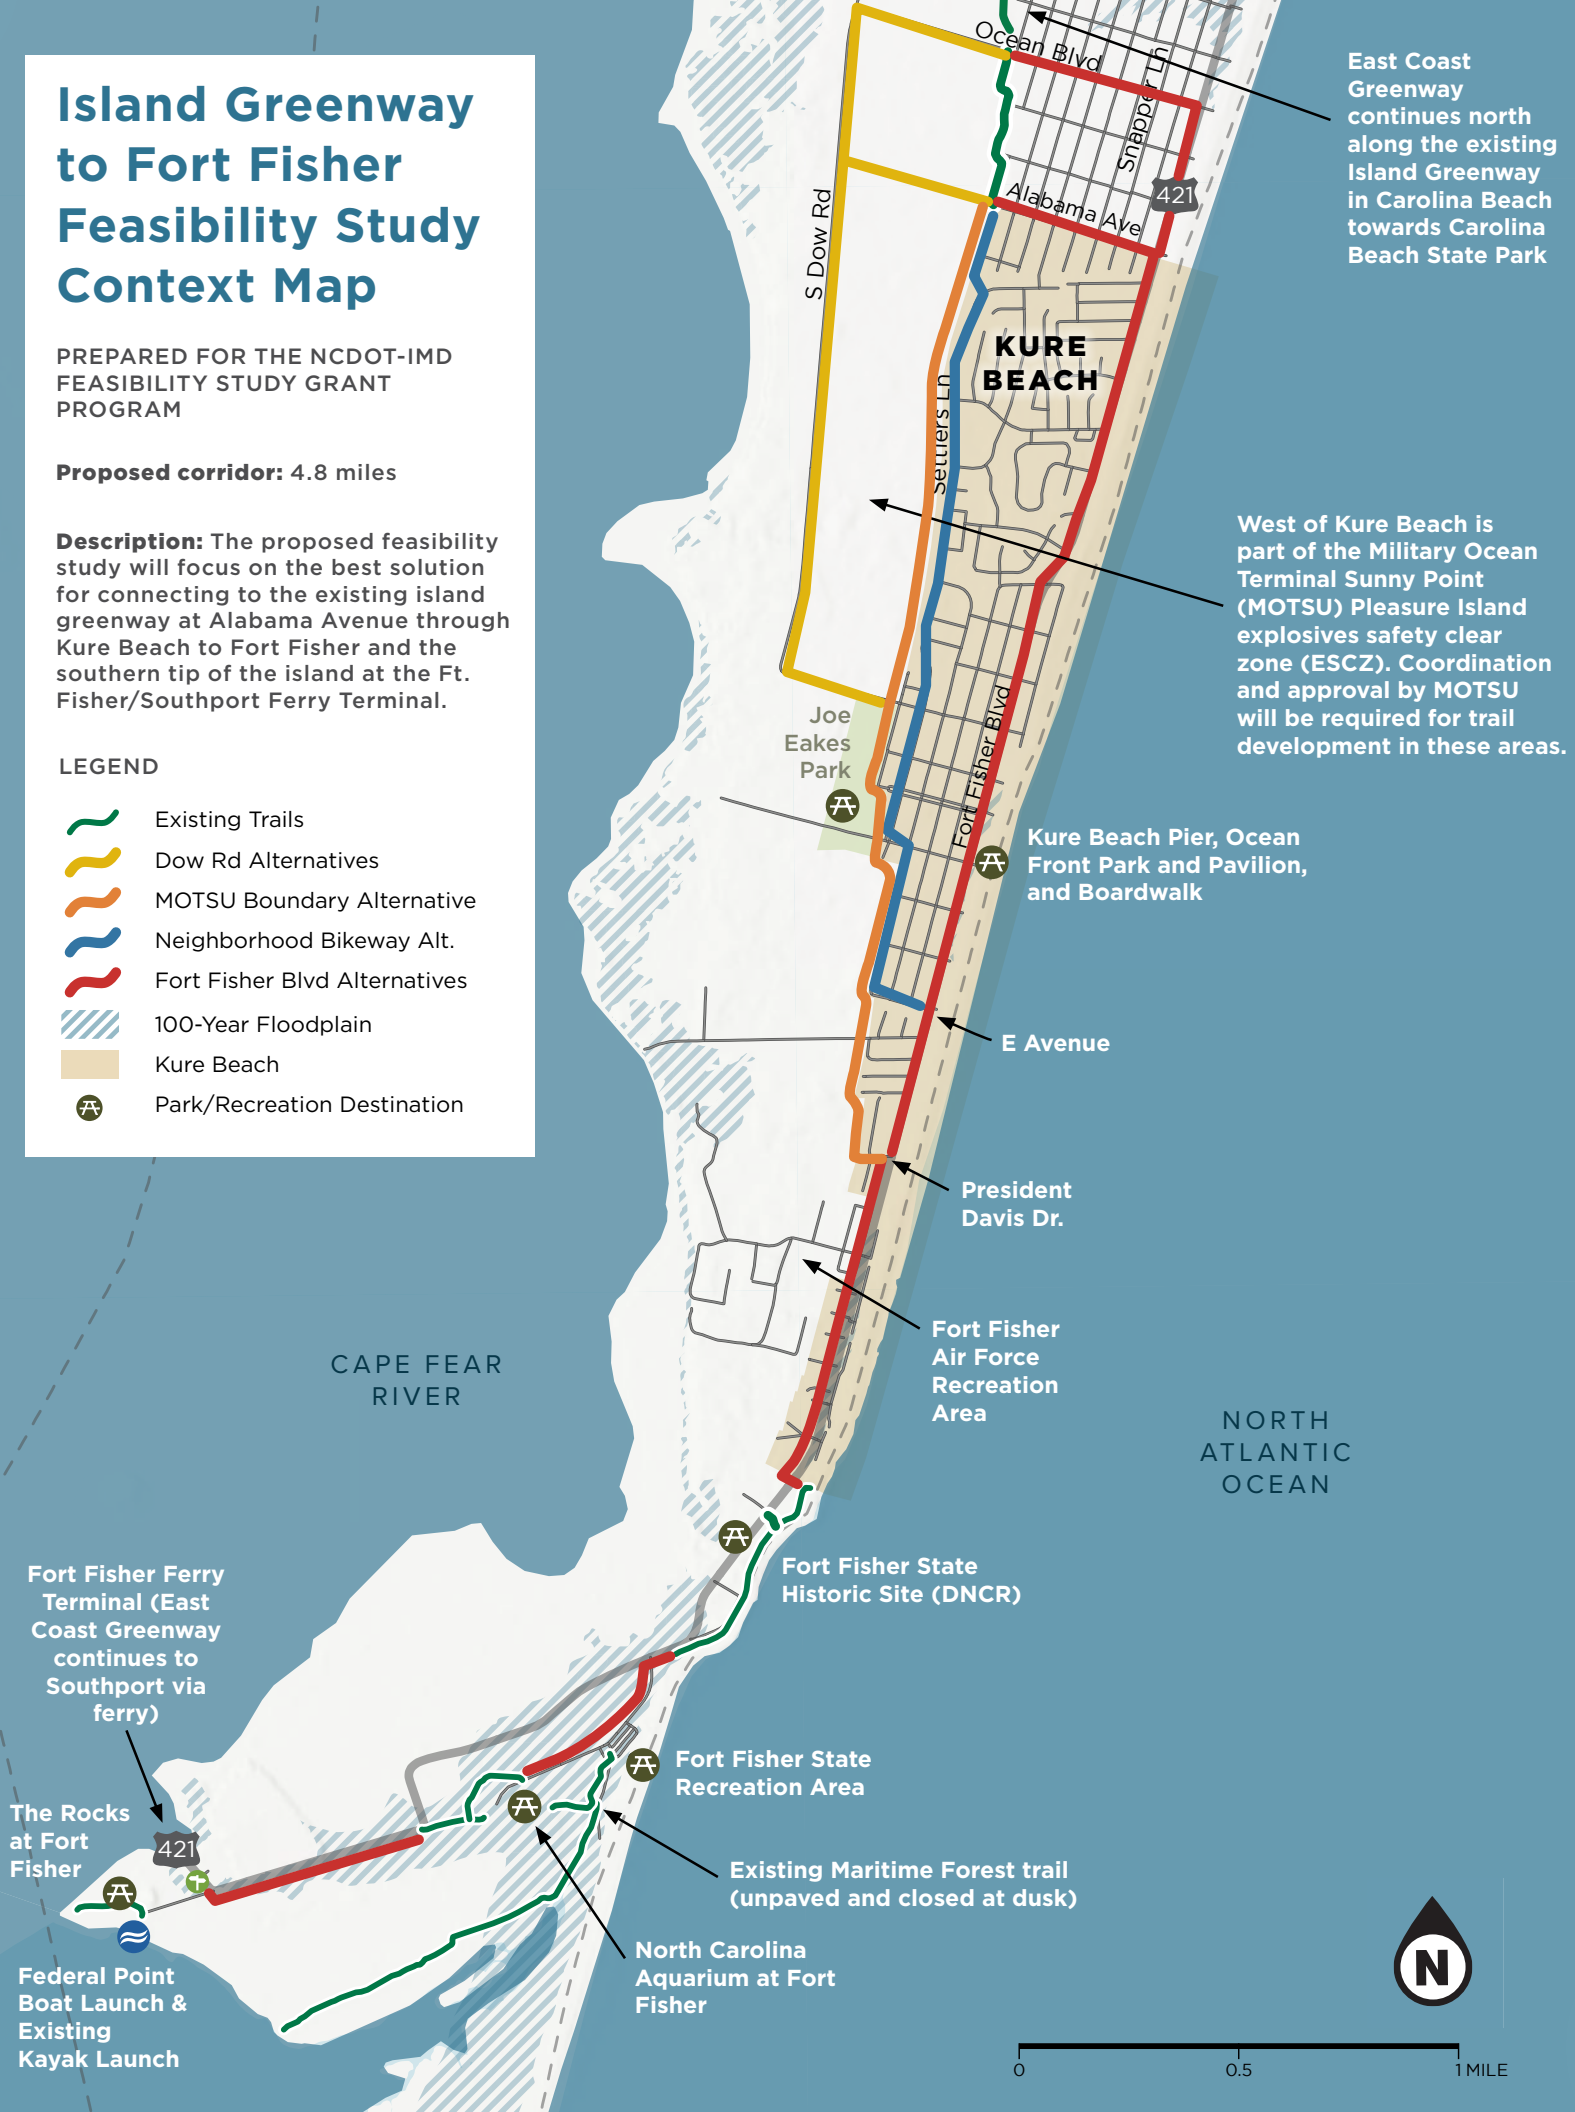 Island Greenway
to Fort Fisher
Feasibility Study
Context Map
PREPARED FOR THE NCDOT-IMD
FEASIBILITY STUDY GRANT
PROGRAM
Proposed corridor: 4.8 miles
Description: The proposed feasibility
study will focus on the best solution
for connecting to the existing island
greenway at Alabama Avenue through
Kure Beach to Fort Fisher and the
southern tip of the island at the Ft.
Fisher/Southport Ferry Terminal.
LEGEND
Existing Trails
Dow Rd Alternatives
MOTSU Boundary Alternative
Neighborhood Bikeway Alt.
Fort Fisher Blvd Alternatives
100-Year Floodplain
Kure Beach
Park/Recreation Destination
Ocean Blvd
Snapper Ln
421
Alabama Ave
S Dow Rd
East Coast
Greenway
continues north
along the existing
Island Greenway
in Carolina Beach
towards Carolina
Beach State Park
KURE
BEACH
Settlers Ln
West of Kure Beach is
part of the Military Ocean
Terminal Sunny Point
(MOTSU) Pleasure Island
explosives safety clear
zone (ESCZ). Coordination
and approval by MOTSU
will be required for trail
development in these areas.
Joe
Eakes
Park
Fort Fisher Blvd
Kure Beach Pier, Ocean
Front Park and Pavilion,
and Boardwalk
E Avenue
President
Davis Dr.
Fort Fisher
Air Force
Recreation
Area
CAPE FEAR
RIVER
NORTH
ATLANTIC
OCEAN
Fort Fisher State
Historic Site (DNCR)
Fort Fisher Ferry
Terminal (East
Coast Greenway
continues to
Southport via
ferry)
Fort Fisher State
Recreation Area
The Rocks
at Fort
Fisher
421
Existing Maritime Forest trail
(unpaved and closed at dusk)
North Carolina
Aquarium at Fort
Fisher
Federal Point
Boat Launch &
Existing
Kayak Launch
N
0 0.5 1 MILE